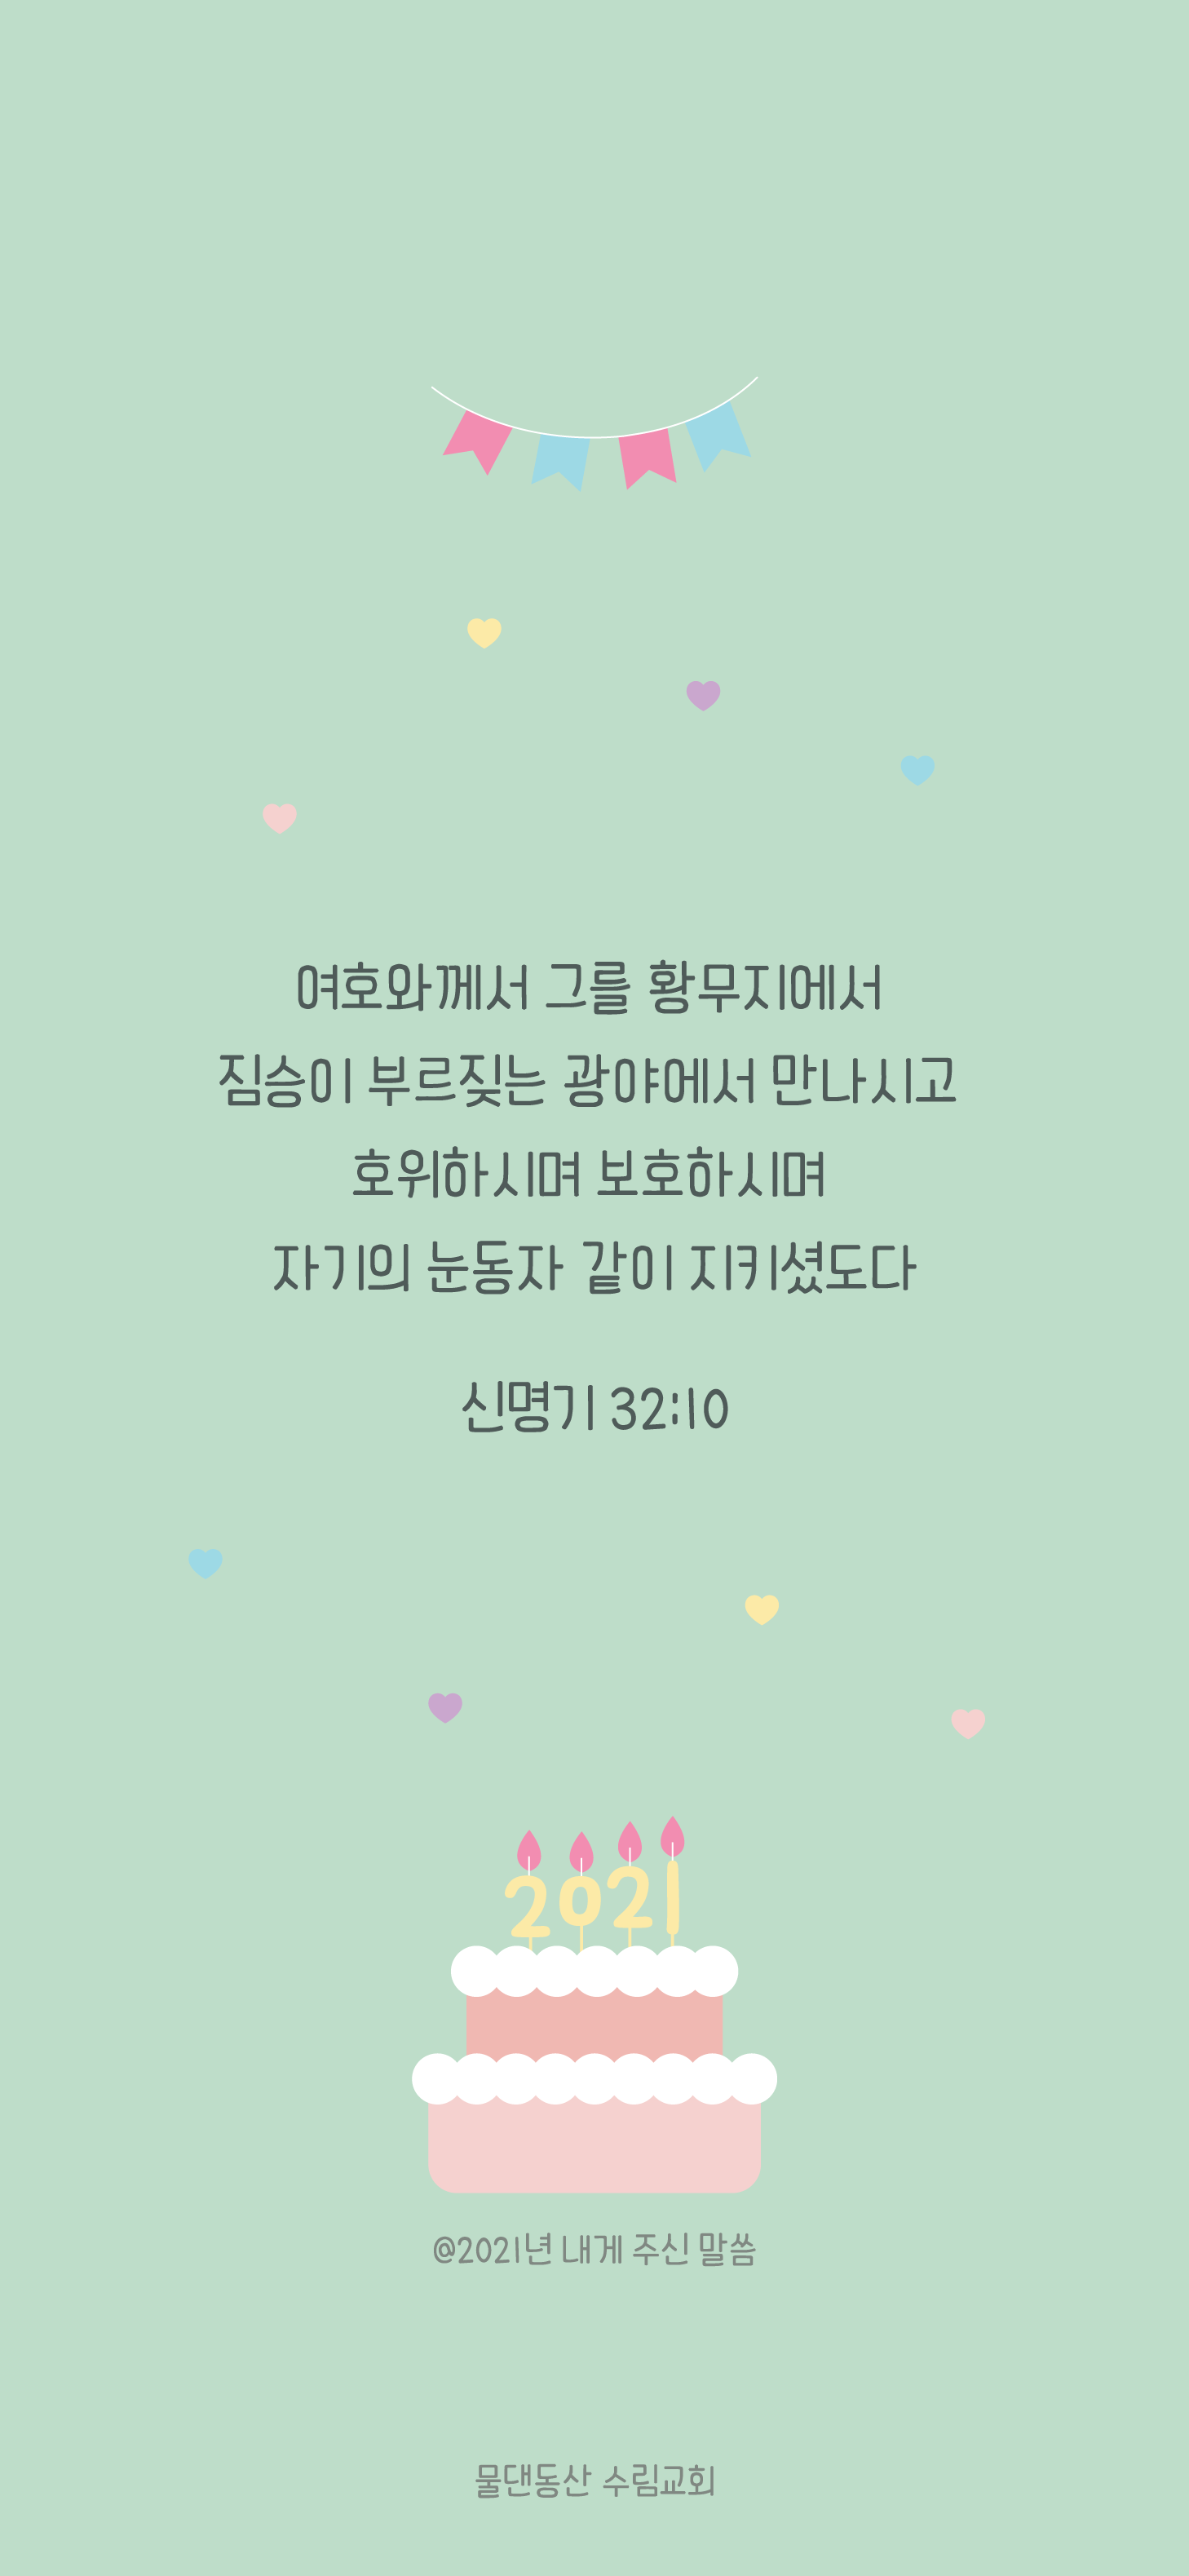 여호와께서 그를 황무지에서
짐승이 부르짖는 광야에서 만나시고
호위하시며 보호하시며
자기의 눈동자 같이 지키셨도다
신명기 32:10
2021
@2021년 내게 주신 말씀
물댄동산 수림교회